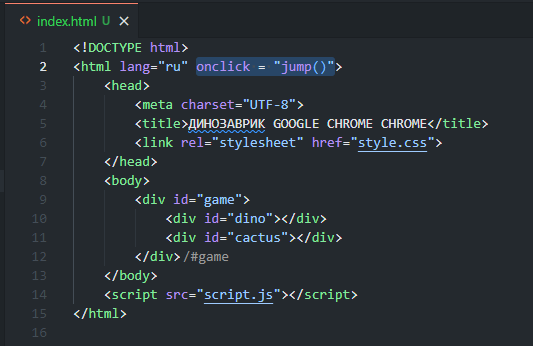 index.html U
1 <!DOCTYPE html>
2 <html lang="ru" onclick = "jump()">
3 <head>
4 <meta charset="UTF-8">
5 <title>ДИНОЗАВРИК GOOGLE CHROME CHROME</title>
6 <link rel="stylesheet" href="style.css">
7 </head>
8 <body>
9 <div id="game">
10 <div id="dino"></div>
11 <div id="cactus"></div>
12 </div>/#game
13 </body>
14 <script src="script.js"></script>
15 </html>
16